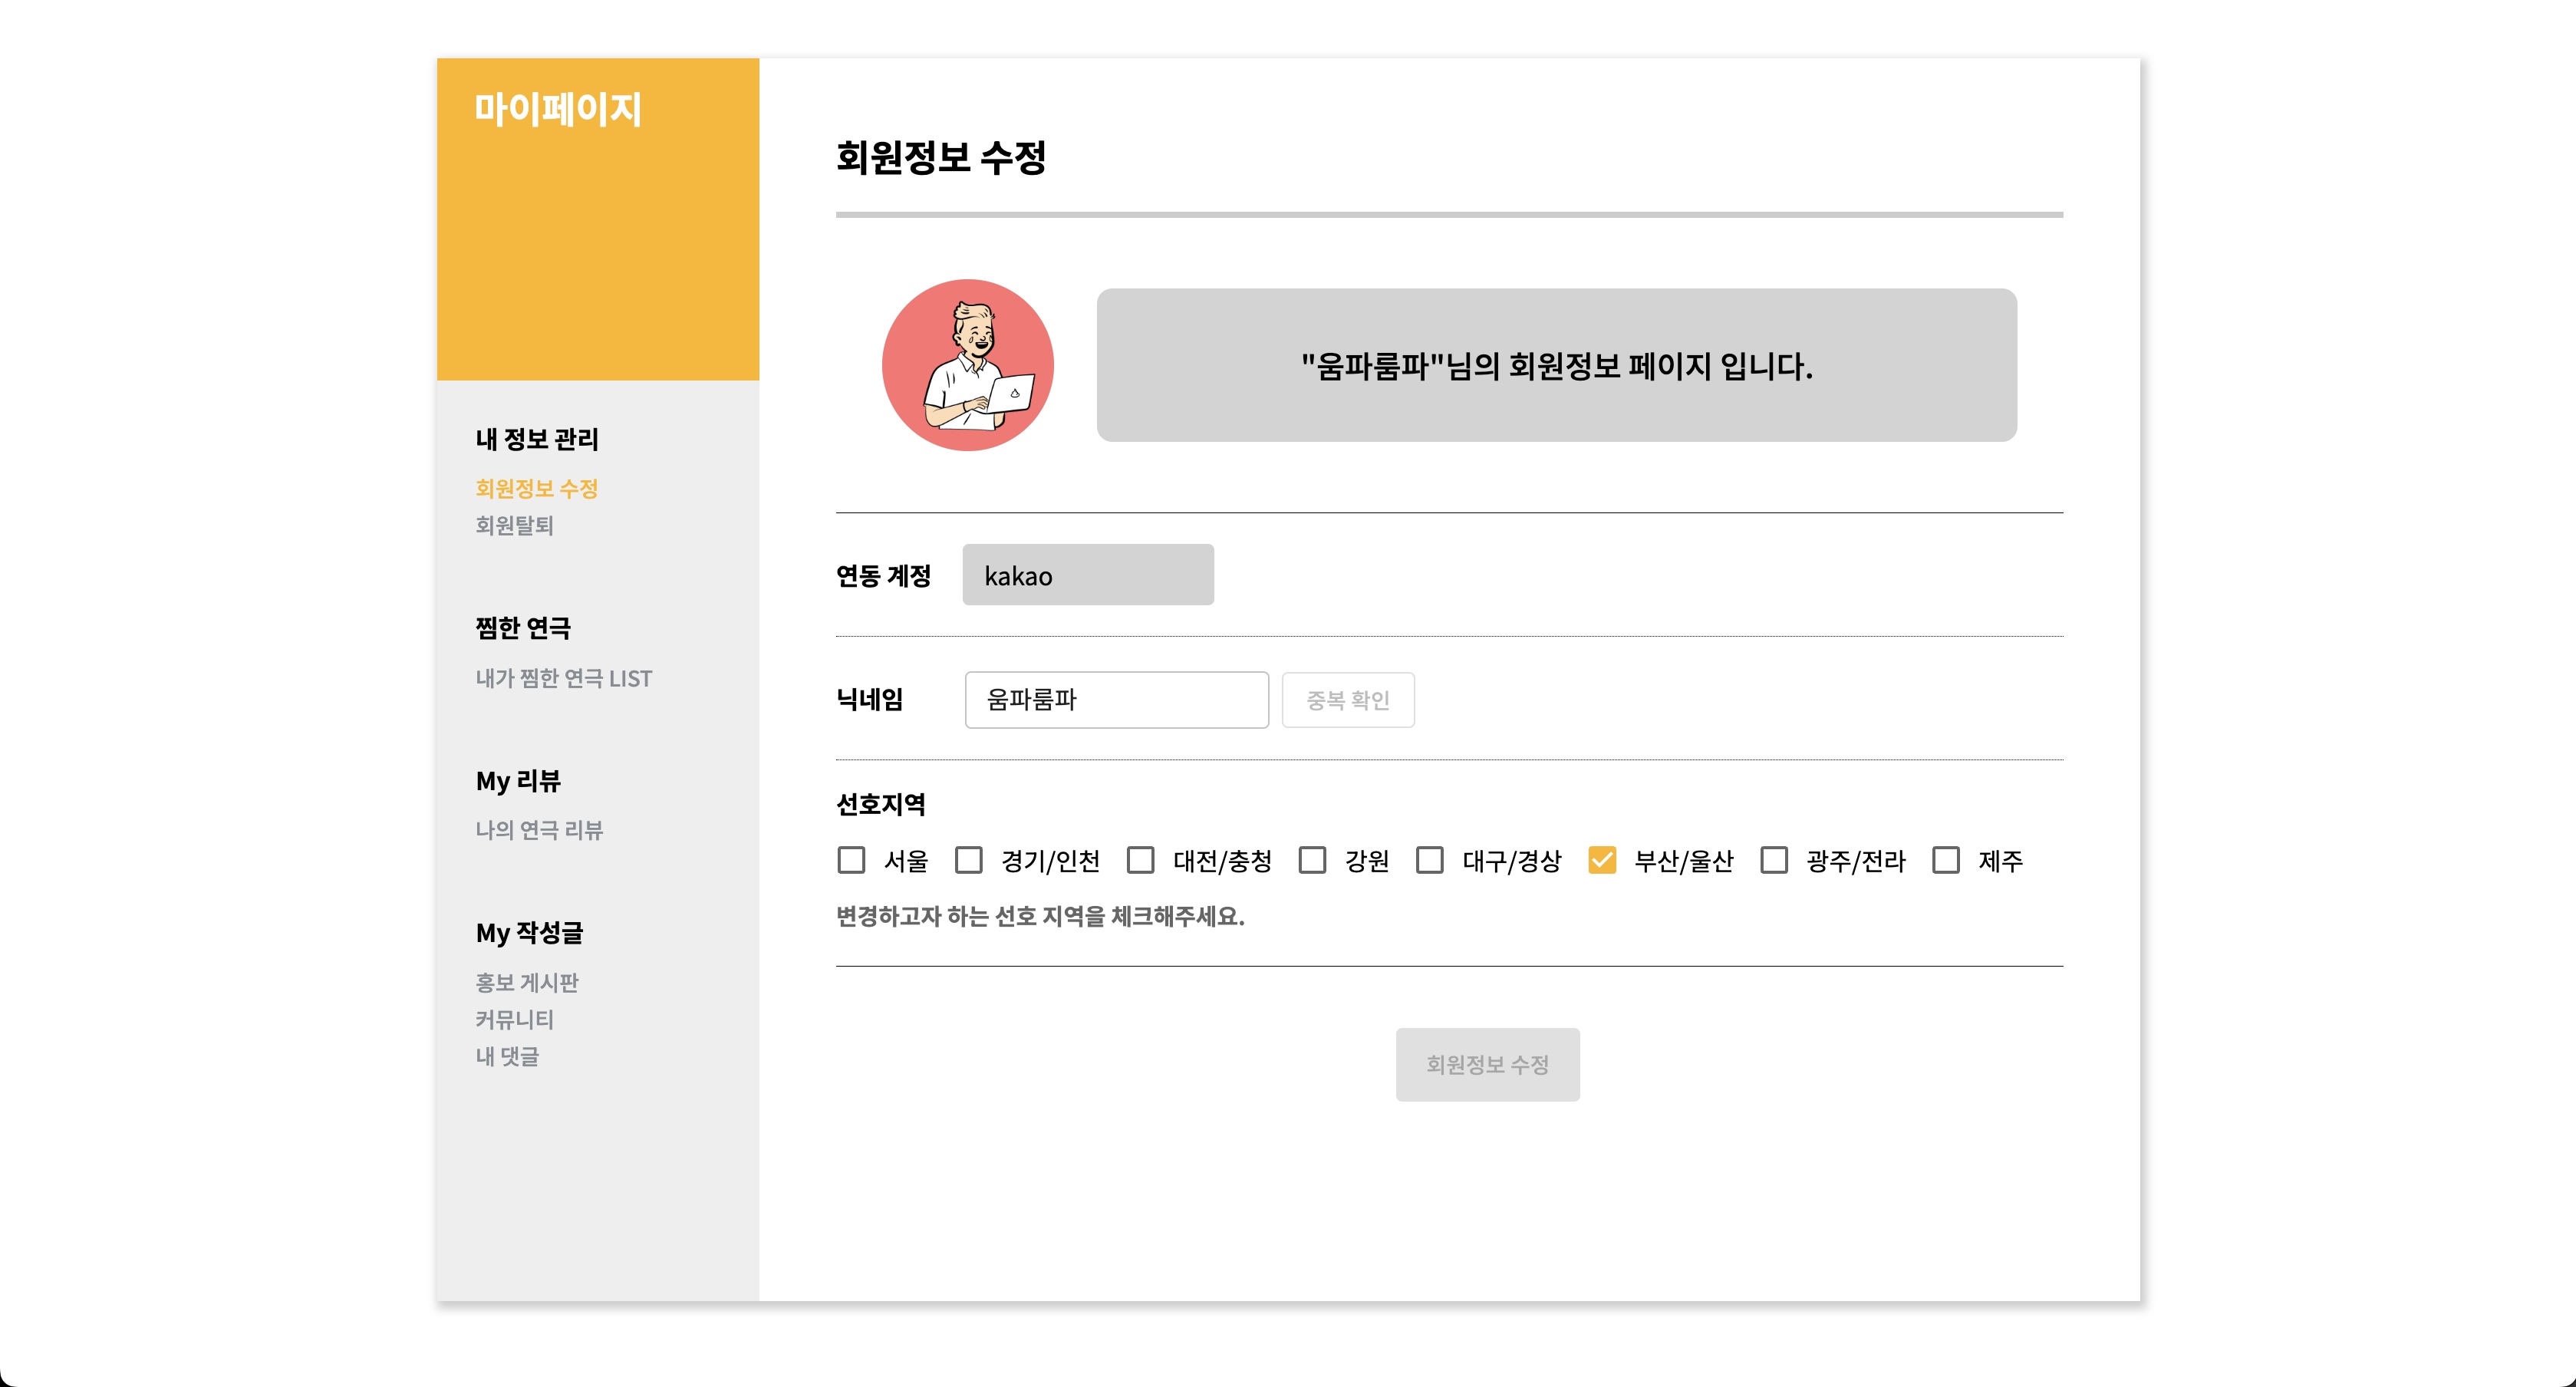 마이페이지
내 정보 관리
회원정보 수정
회원탈퇴
찜한 연극
내가 찜한 연극 LIST
My 리뷰
나의 연극 리뷰
My 작성글
홍보 게시판
커뮤니티
내 댓글
회원정보 수정
"움파룸파"님의 회원정보 페이지 입니다.
연동 계정 kakao
닉네임 움파룸파 중복 확인
선호지역
서울 경기/인천 대전/충청 강원 대구/경상 부산/울산 광주/전라 제주
변경하고자 하는 선호 지역을 체크해주세요.
회원정보 수정